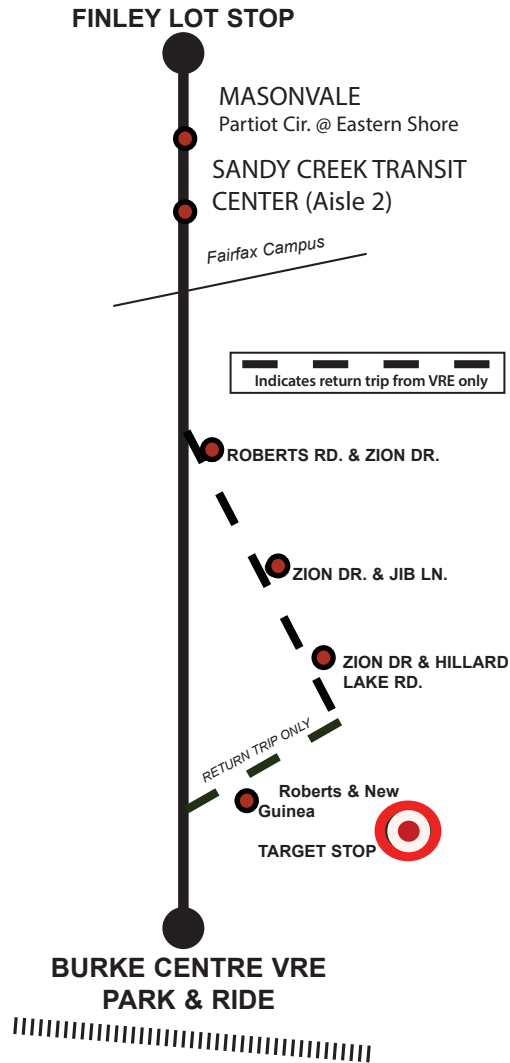 FINLEY LOT STOP
MASONVALE
Partiot Cir. @ Eastern Shore
SANDY CREEK TRANSIT
CENTER (Aisle 2)
Fairfax Campus
Indicates return trip from VRE only
ROBERTS RD. & ZION DR.
ZION DR. & JIB LN.
ZION DR & HILLARD
LAKE RD.
RETURN TRIP ONLY
Roberts & New
Guinea
TARGET STOP
BURKE CENTRE VRE
PARK & RIDE